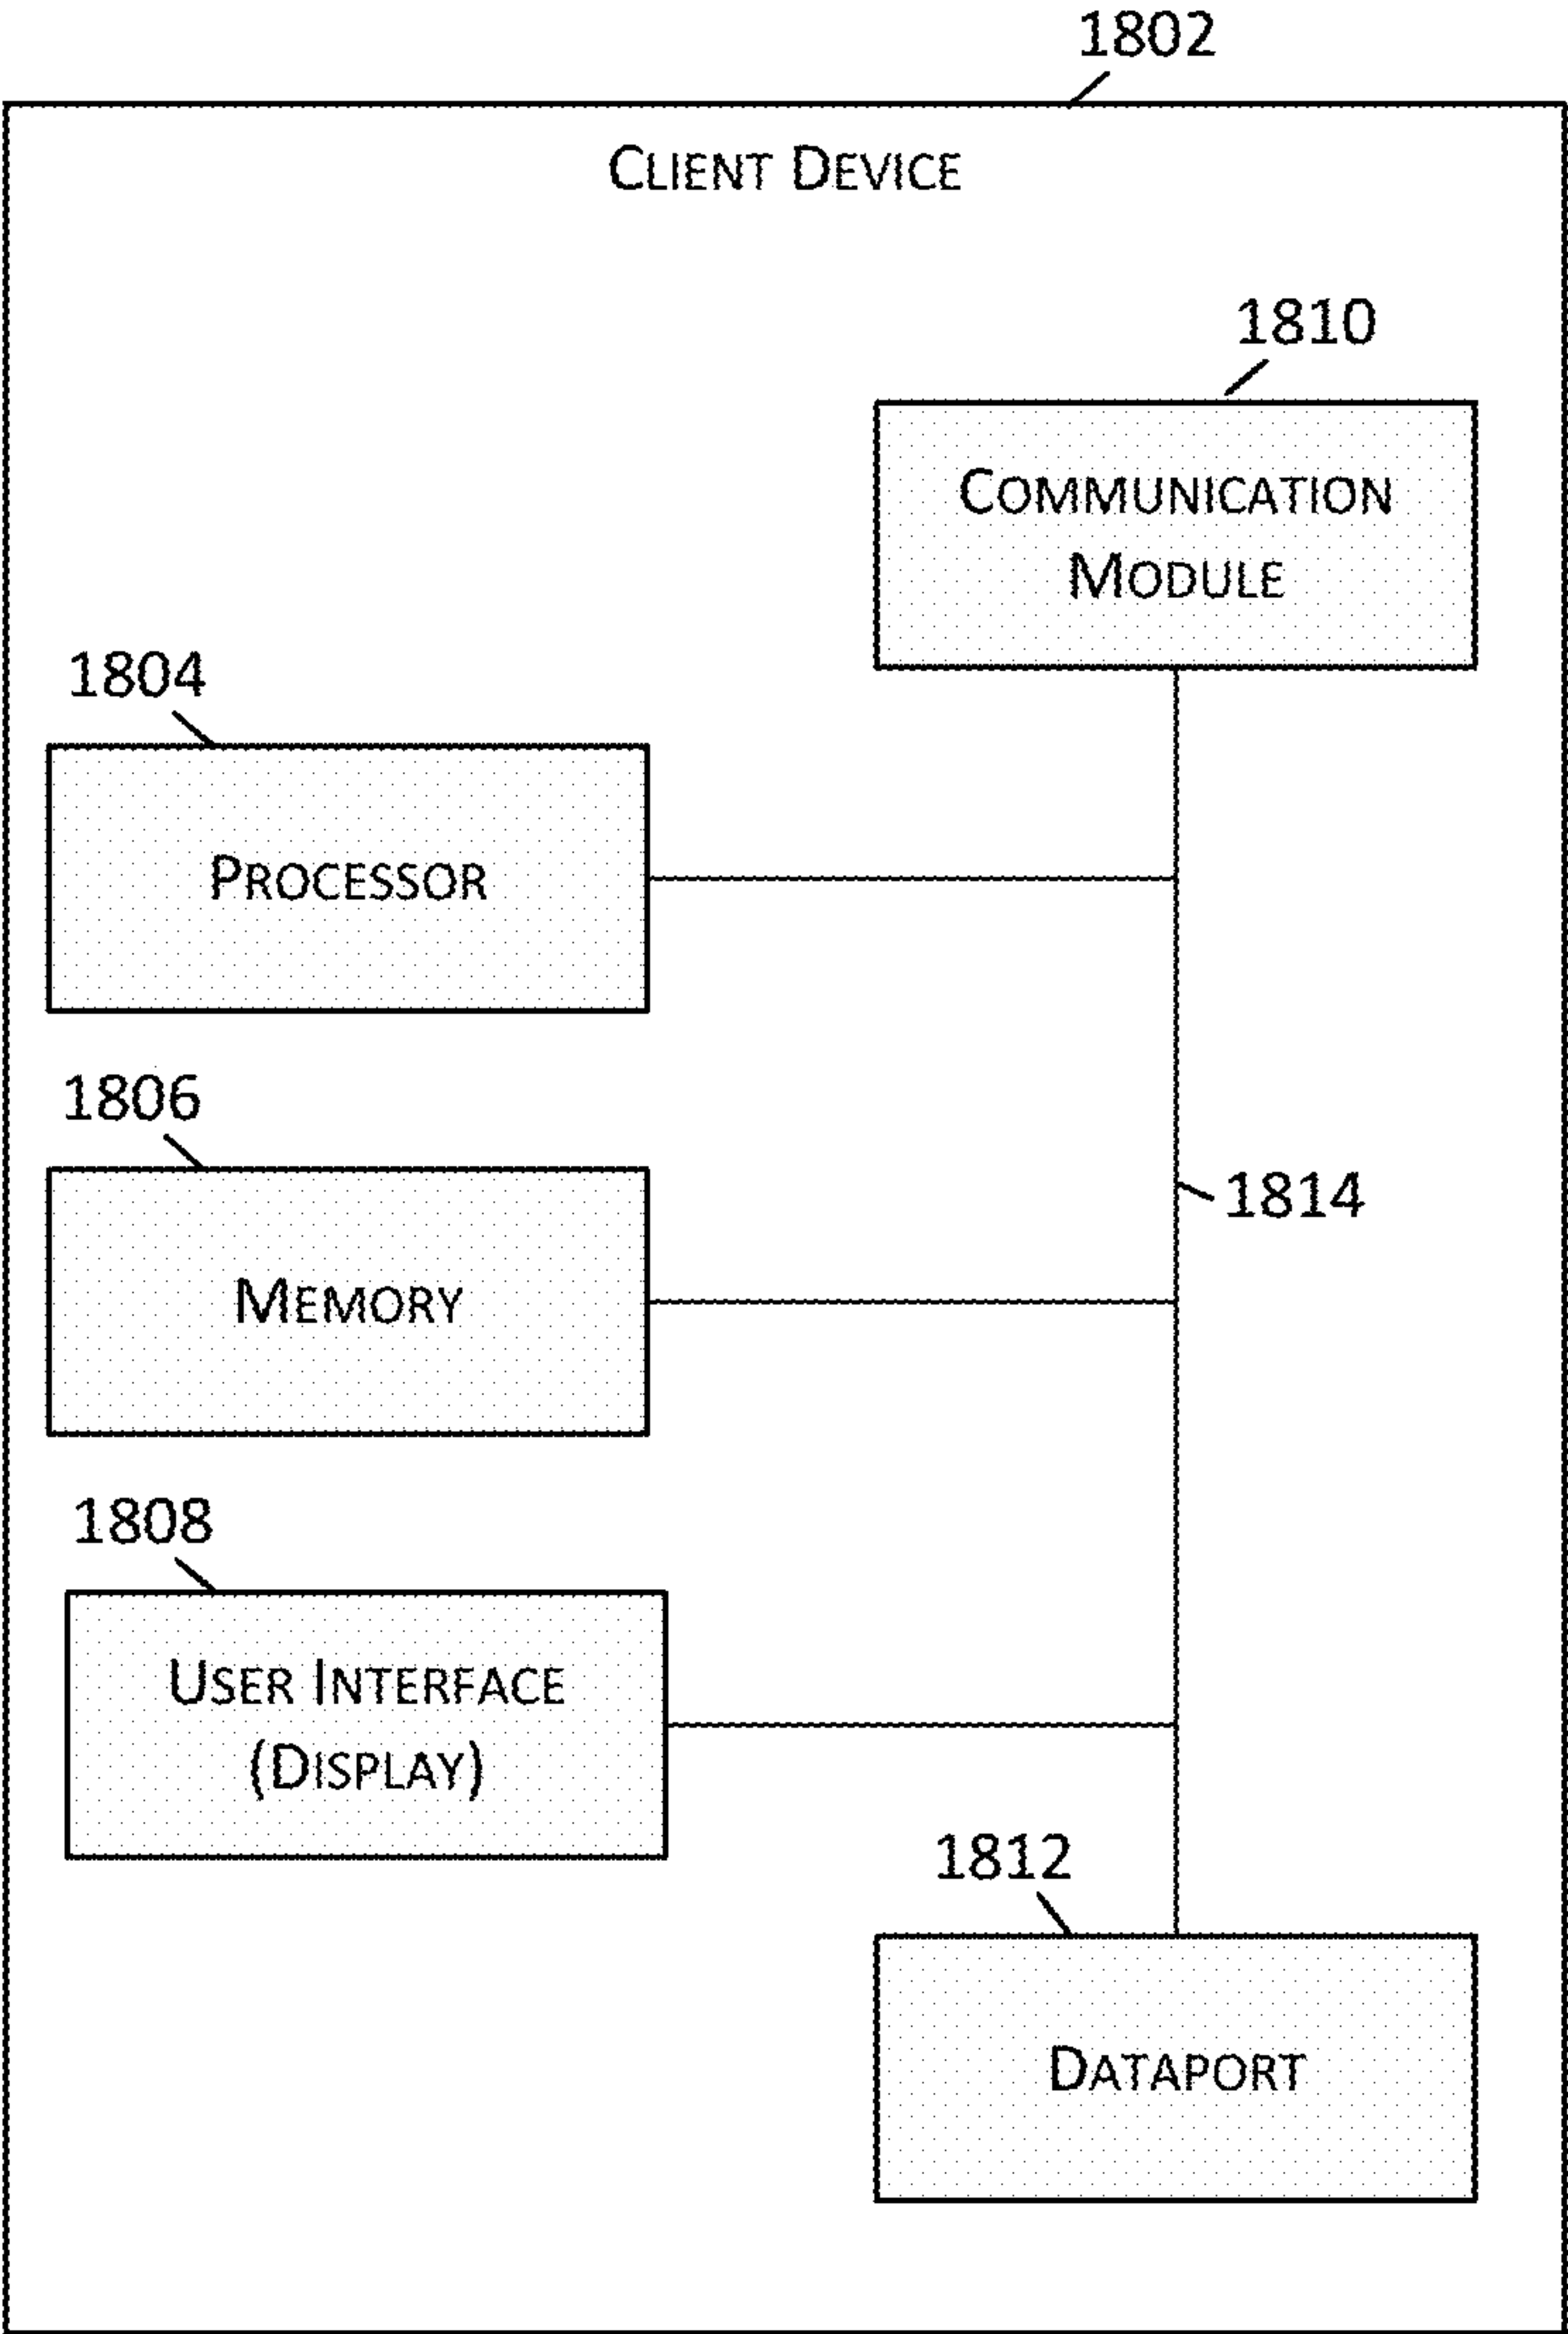 1802
CLIENT DEVICE
1810
COMMUNICATION
MODULE
1804
PROCESSOR
1806
1814
MEMORY
1808
USER INTERFACE
(DISPLAY)
1812
DATAPORT